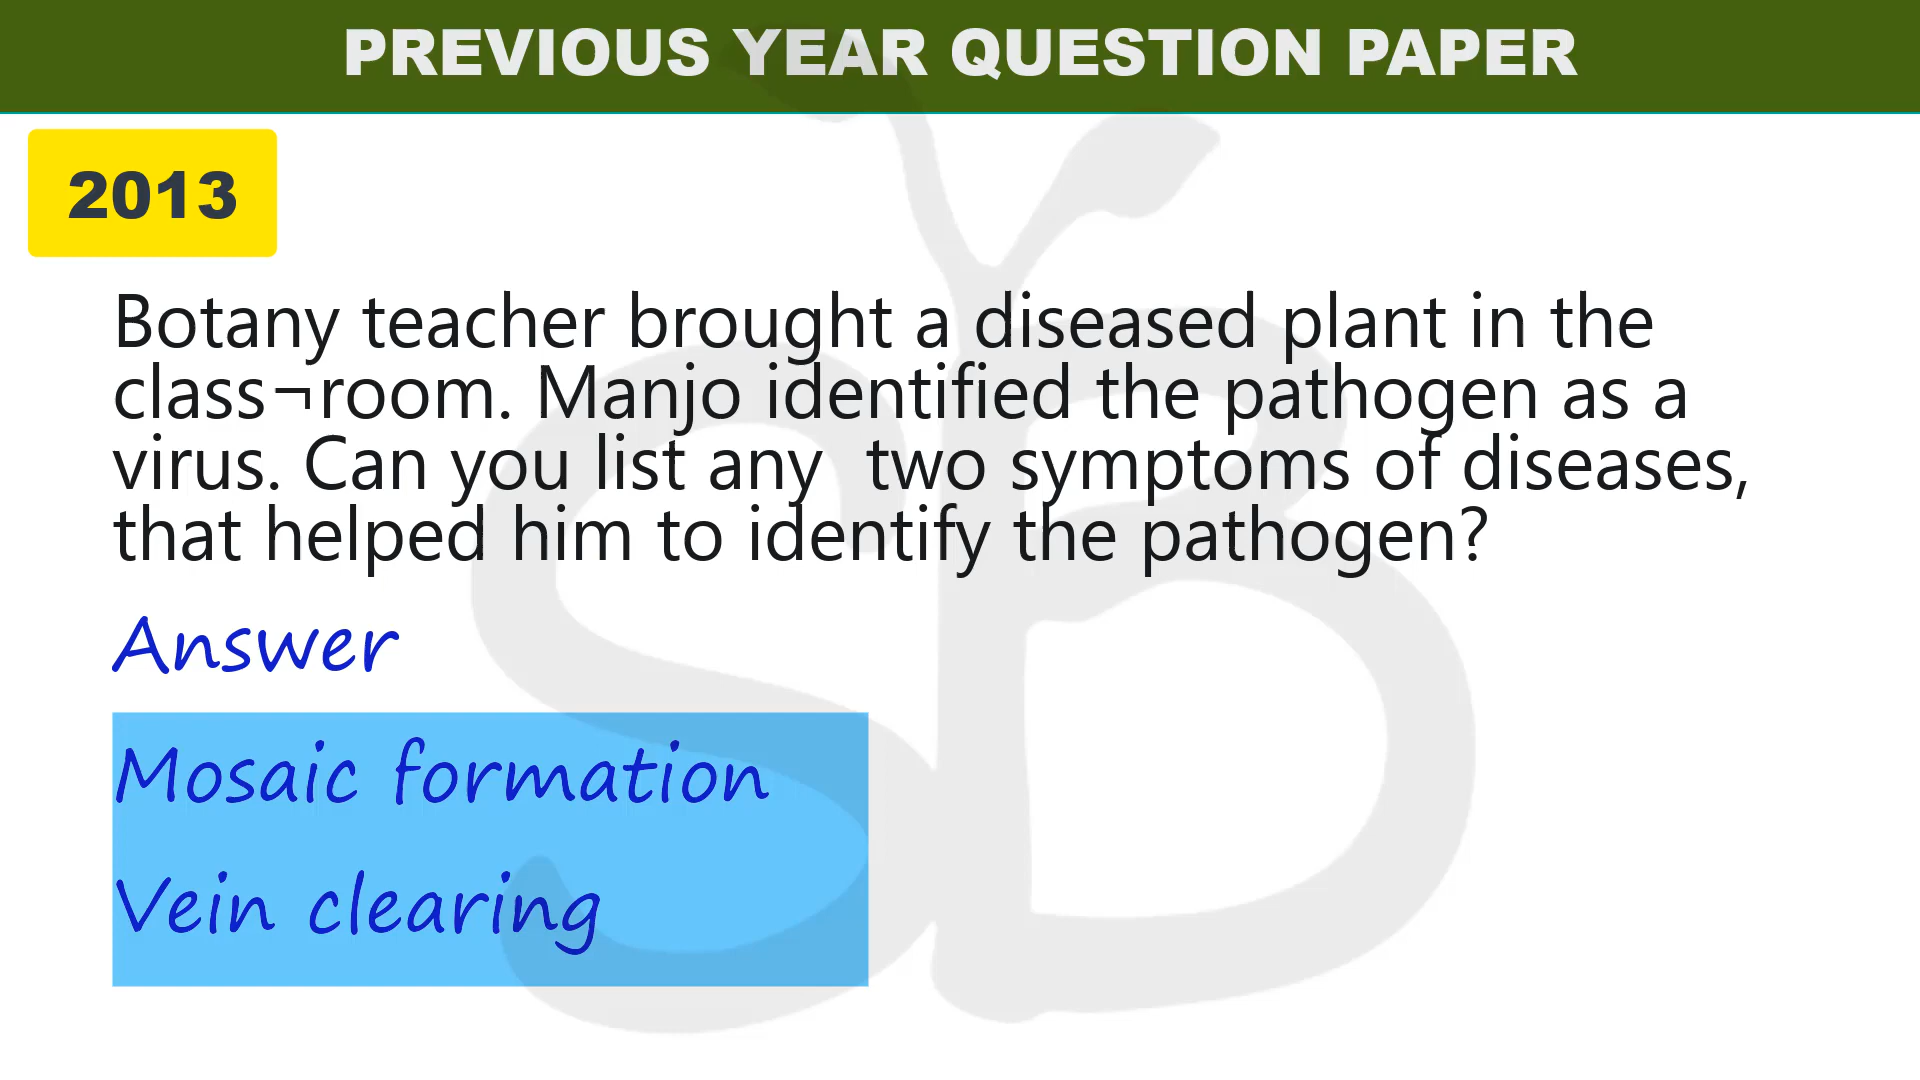 PREVIOUS YEAR QUESTION PAPER
2013
Botany teacher brought a diseased plant in the
class¬room. Manjo identified the pathogen as a
virus. Can you list any  two symptoms of diseases,
that helped him to identify the pathogen?
Answer
Mosaic formation
Vein clearing